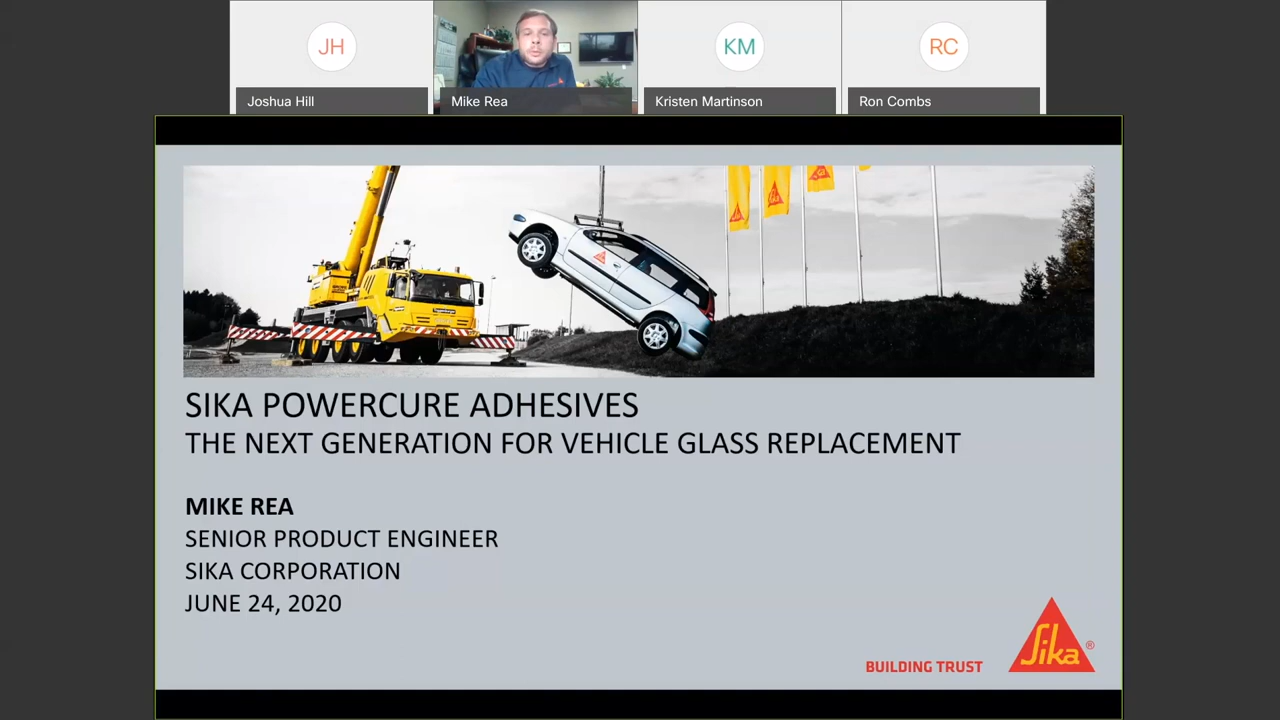 JH
KM
RC
Joshua Hill
Mike Rea
Kristen Martinson
Ron Combs
SIKA POWERCURE ADHESIVES
THE NEXT GENERATION FOR VEHICLE GLASS REPLACEMENT
MIKE REA
SENIOR PRODUCT ENGINEER
SIKA CORPORATION
JUNE 24, 2020
BUILDING TRUST
Sika®